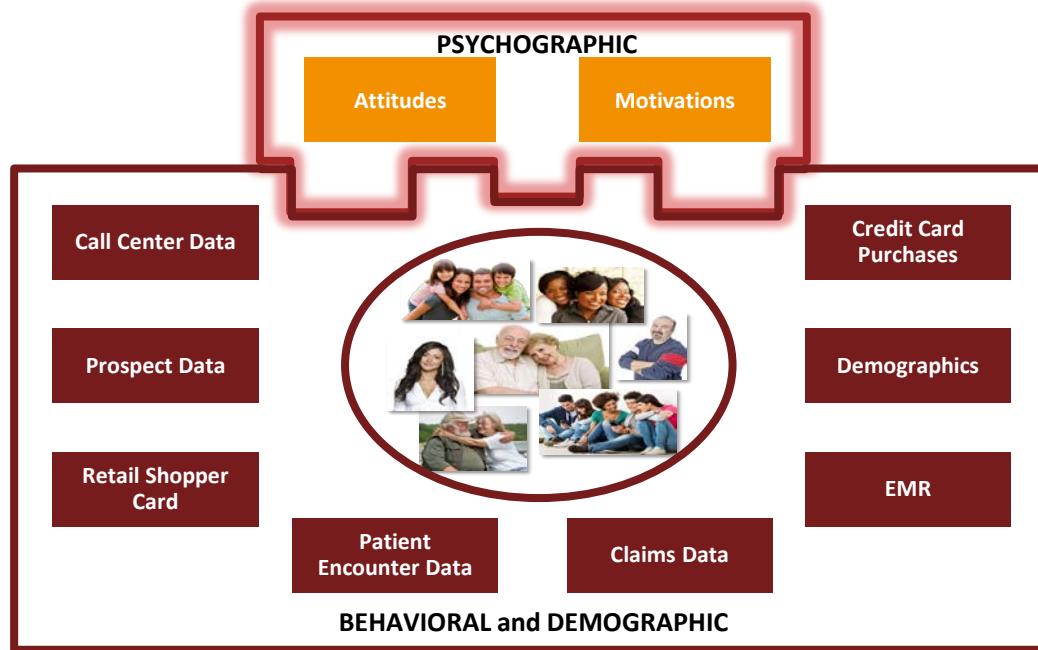 PSYCHOGRAPHIC
Attitudes
Motivations
Call Center Data
Credit Card
Purchases
Prospect Data
Demographics
Retail Shopper
Card
EMR
Patient
Encounter Data
Claims Data
BEHAVIORAL and DEMOGRAPHIC